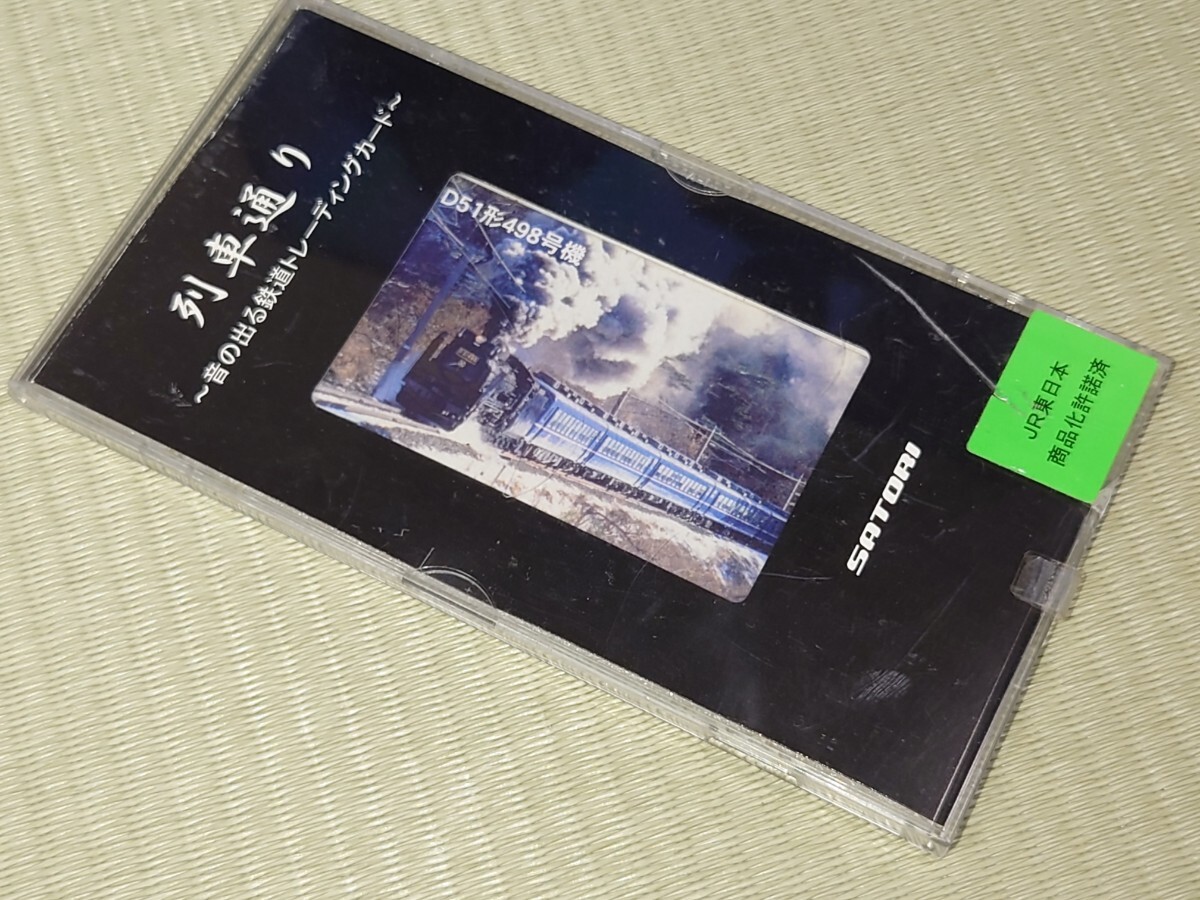 列車通り
~音の出る鉄道トレーディングカード~
D51形498号機
SATORI
JR東日本
商品化許諾済